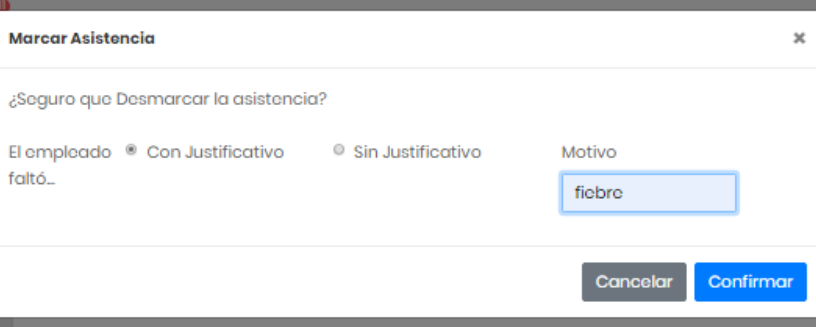 Marcar Asistencia ×
¿Seguro que Desmarcar la asistencia?
El empleado Con Justificativo Sin Justificativo Motivo
faltó...
fiebre
Cancelar Confirmar